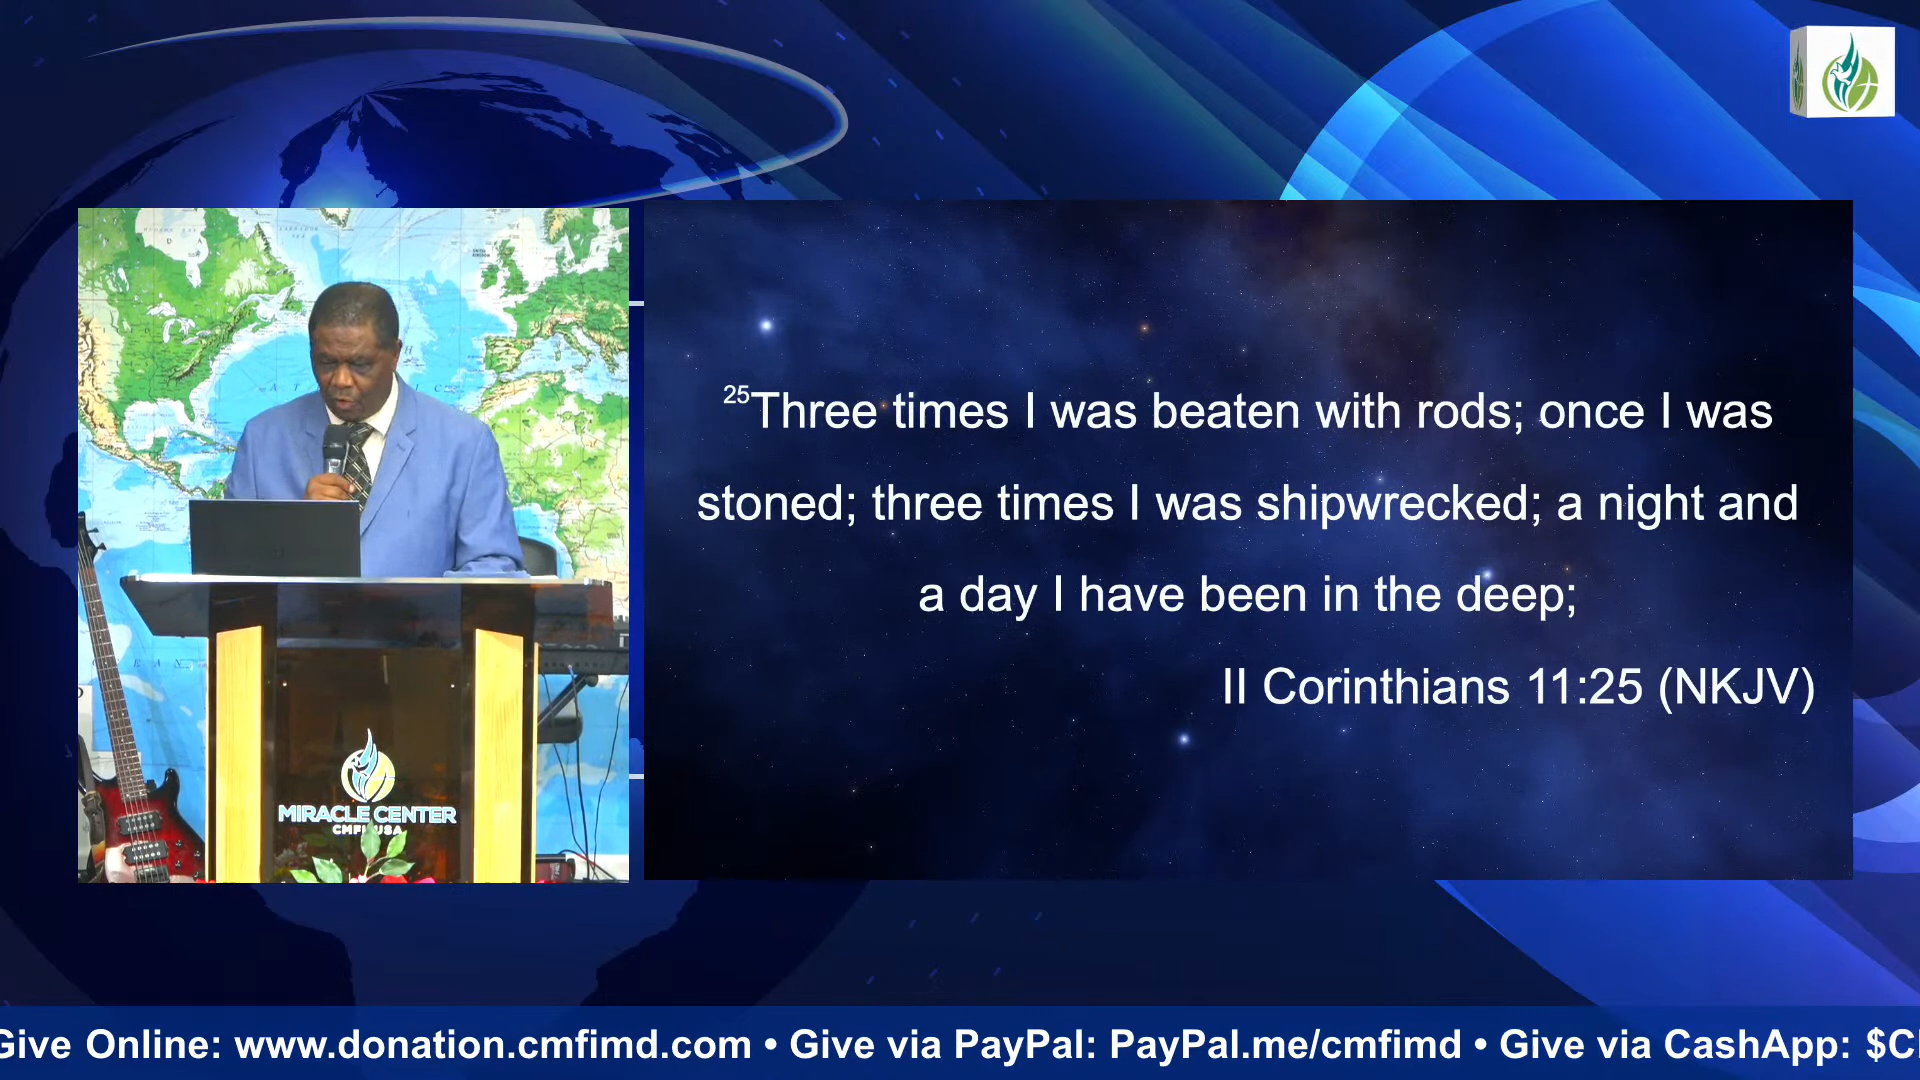 25Three times I was beaten with rods; once I was
stoned; three times I was shipwrecked; a night and
a day I have been in the deep;
II Corinthians 11:25 (NKJV)
MIRACLE CENTER
CMFI USA
Give Online: www.donation.cmfimd.com • Give via PayPal: PayPal.me/cmfimd • Give via CashApp: